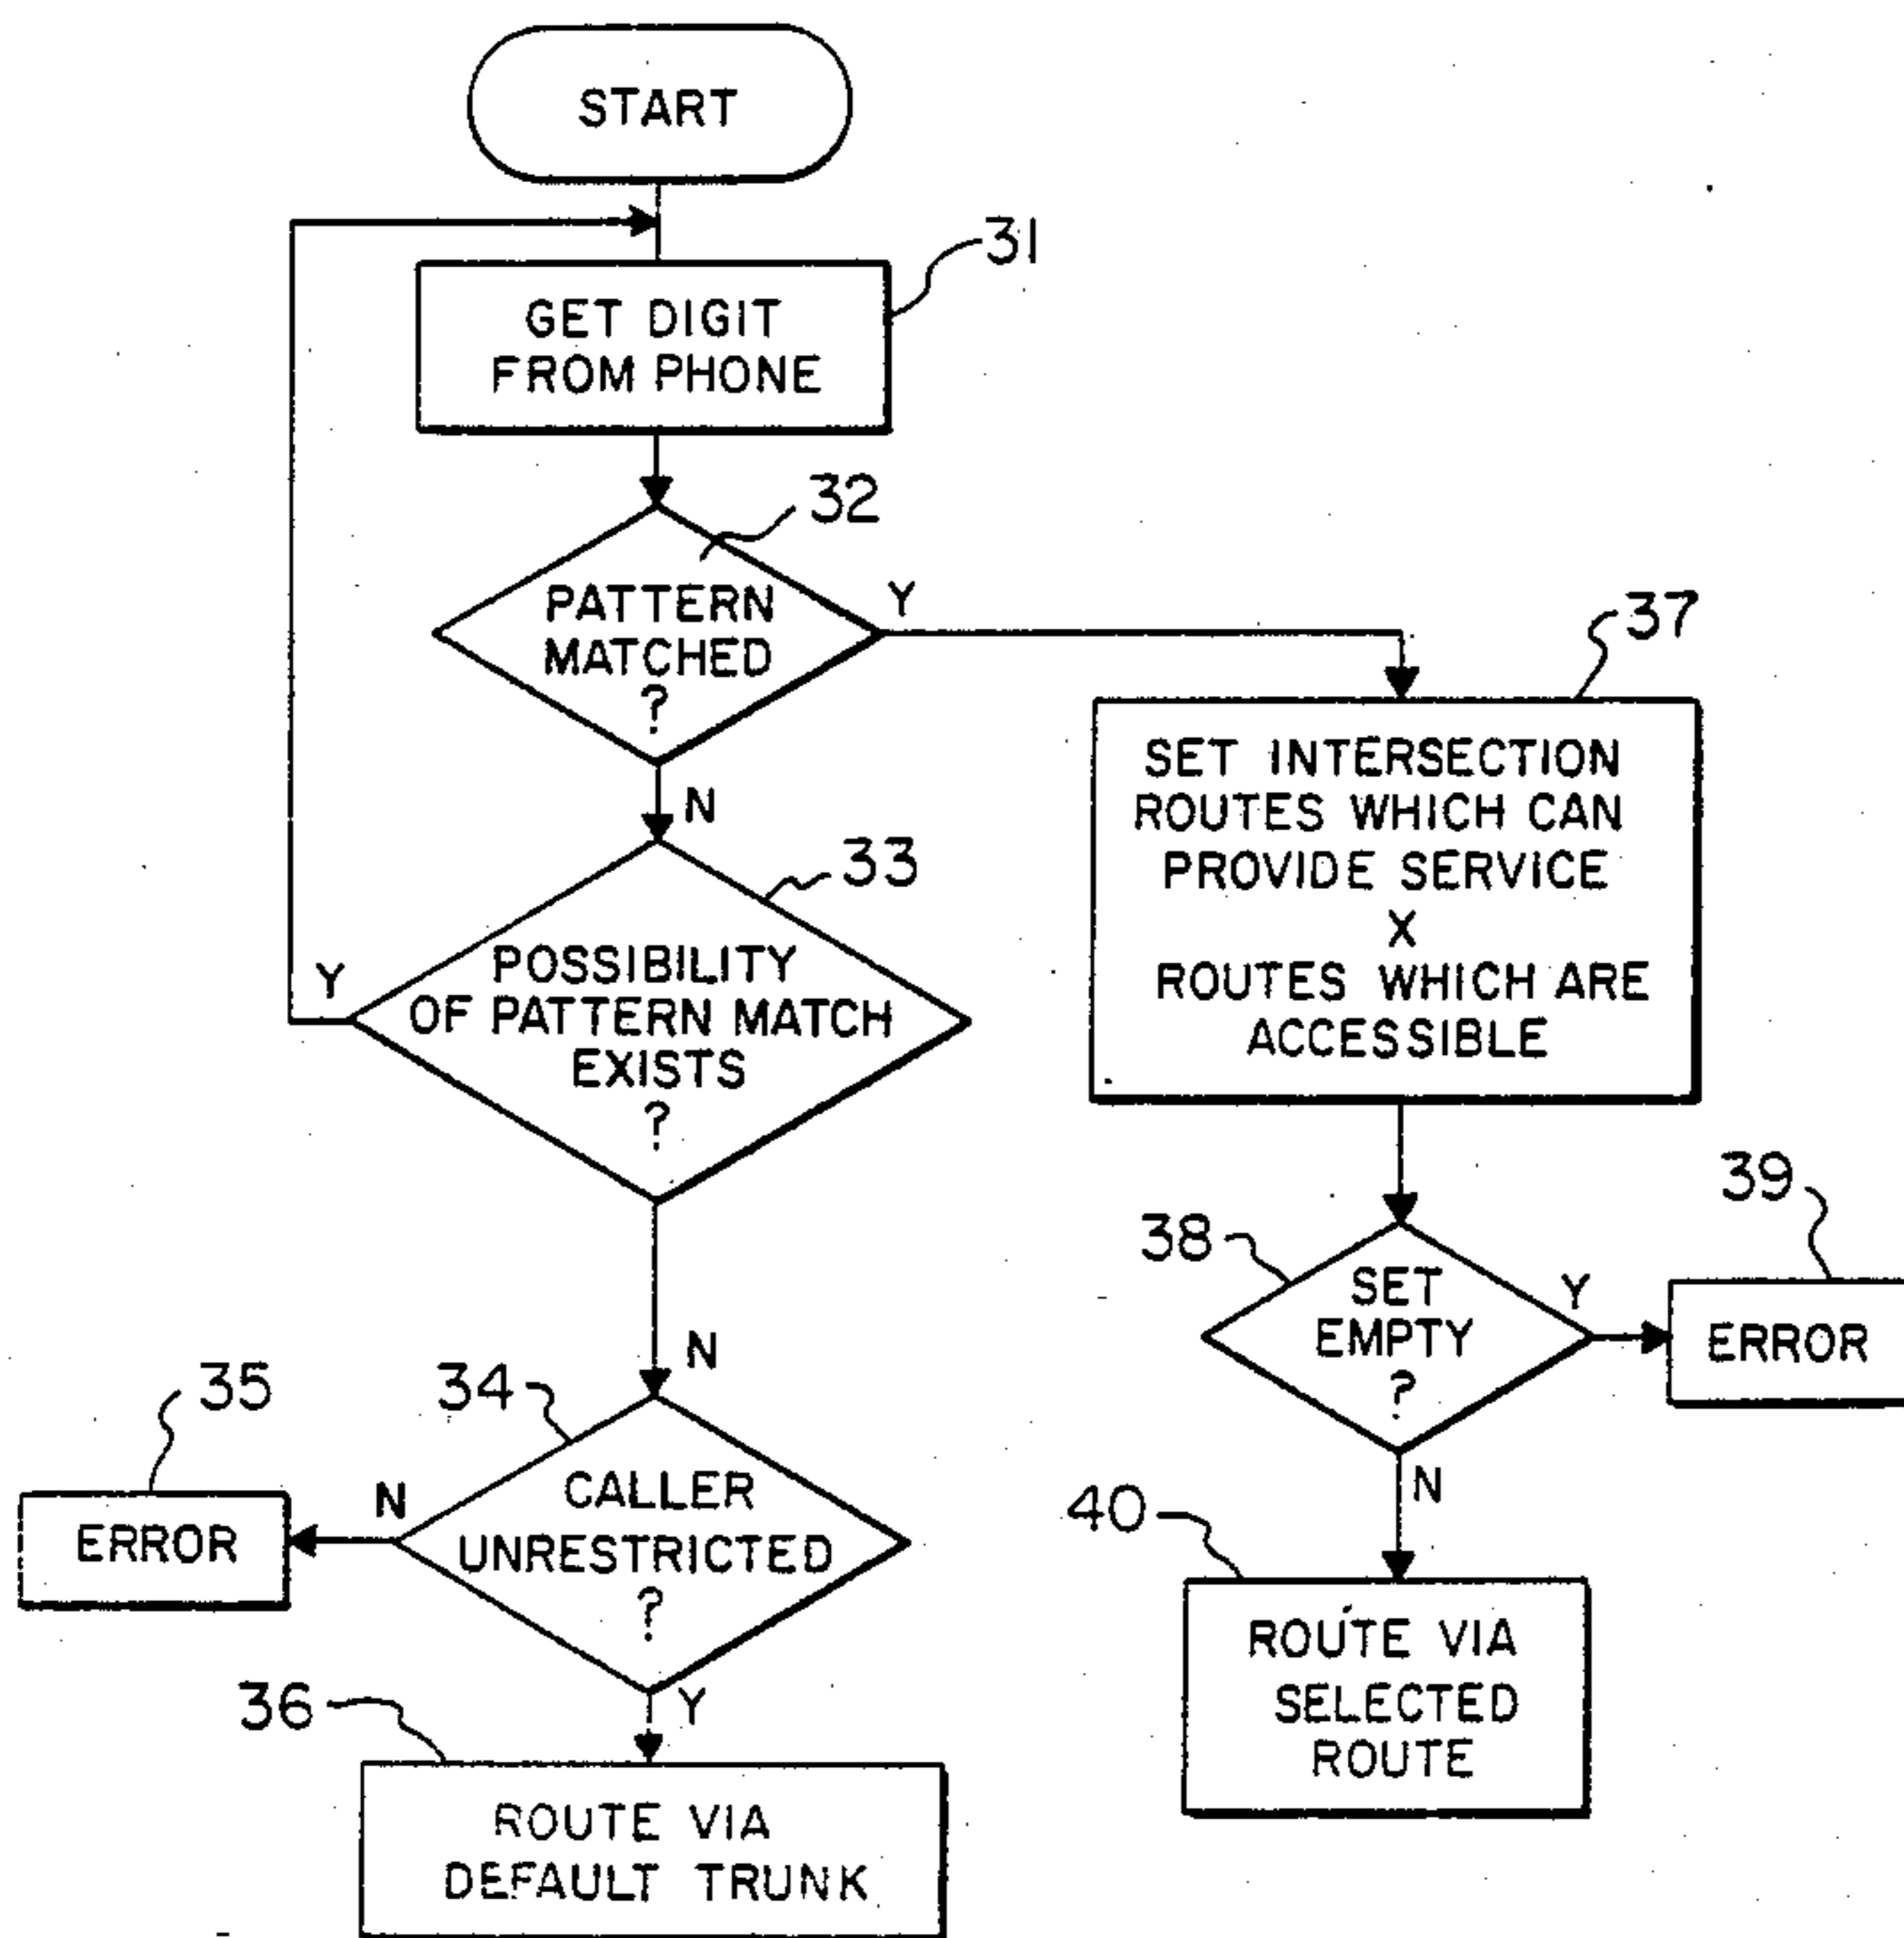 START
31
GET DIGIT
FROM PHONE
32
PATTERN
MATCHED
?
Y
N
37
SET INTERSECTION
ROUTES WHICH CAN
PROVIDE SERVICE
X
ROUTES WHICH ARE
ACCESSIBLE
33
POSSIBILITY
OF PATTERN MATCH
EXISTS
?
Y
N
38
SET
EMPTY
?
Y
N
39
ERROR
34
CALLER
UNRESTRICTED
?
N
Y
35
ERROR
36
ROUTE VIA
DEFAULT TRUNK
40
ROUTE VIA
SELECTED
ROUTE